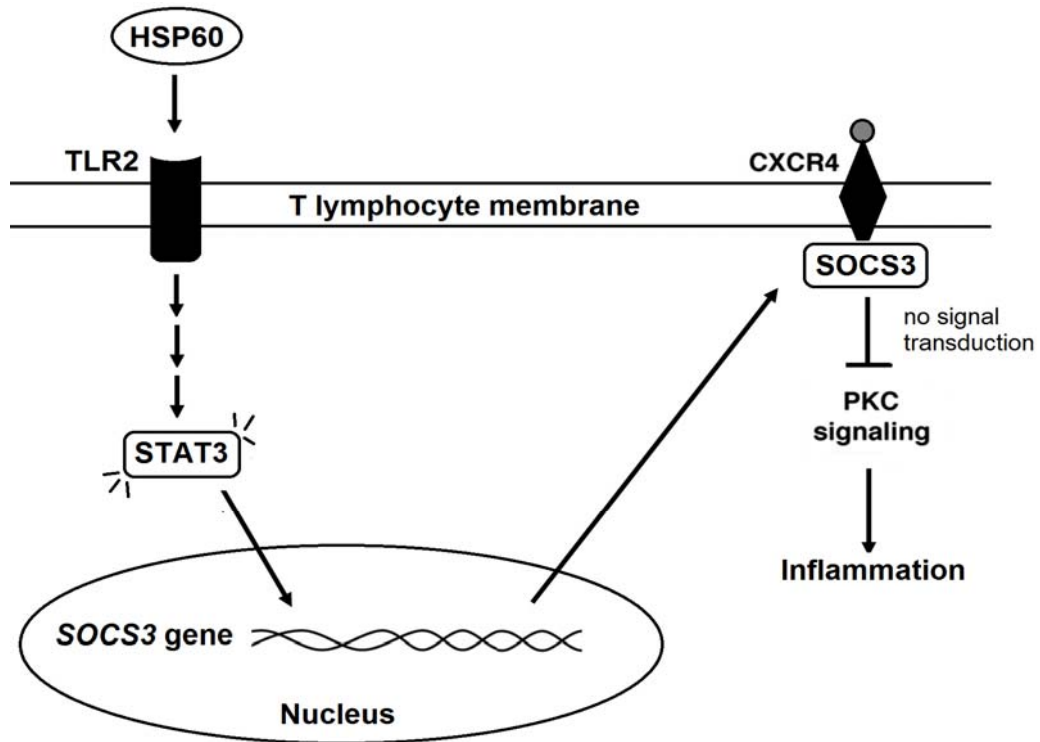 HSP60
TLR2
CXCR4
T lymphocyte membrane
SOCS3
no signal
transduction
PKC
signaling
STAT3
Inflammation
SOCS3 gene
Nucleus